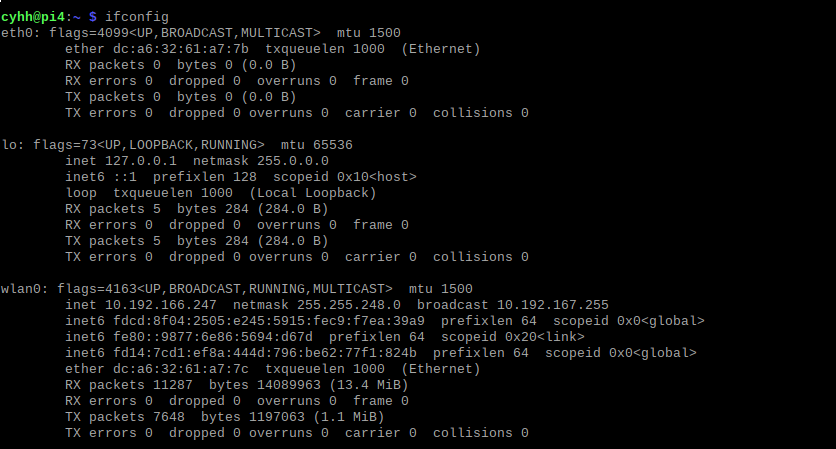 cyhh@pi4:~ $ ifconfig
eth0: flags=4099<UP,BROADCAST,MULTICAST>  mtu 1500
        ether dc:a6:32:61:a7:7b  txqueuelen 1000  (Ethernet)
        RX packets 0  bytes 0 (0.0 B)
        RX errors 0  dropped 0  overruns 0  frame 0
        TX packets 0  bytes 0 (0.0 B)
        TX errors 0  dropped 0 overruns 0  carrier 0  collisions 0

lo: flags=73<UP,LOOPBACK,RUNNING>  mtu 65536
        inet 127.0.0.1  netmask 255.0.0.0
        inet6 ::1  prefixlen 128  scopeid 0x10<host>
        loop  txqueuelen 1000  (Local Loopback)
        RX packets 5  bytes 284 (284.0 B)
        RX errors 0  dropped 0  overruns 0  frame 0
        TX packets 5  bytes 284 (284.0 B)
        TX errors 0  dropped 0 overruns 0  carrier 0  collisions 0

wlan0: flags=4163<UP,BROADCAST,RUNNING,MULTICAST>  mtu 1500
        inet 10.192.166.247  netmask 255.255.248.0  broadcast 10.192.167.255
        inet6 fdcd:8f04:2505:e245:5915:fec9:f7ea:39a9  prefixlen 64  scopeid 0x0<global>
        inet6 fe80::9877:6e86:5694:d67d  prefixlen 64  scopeid 0x20<link>
        inet6 fd14:7cd1:ef8a:444d:796:be62:77f1:824b  prefixlen 64  scopeid 0x0<global>
        ether dc:a6:32:61:a7:7c  txqueuelen 1000  (Ethernet)
        RX packets 11287  bytes 14089963 (13.4 MiB)
        RX errors 0  dropped 0  overruns 0  frame 0
        TX packets 7648  bytes 1197063 (1.1 MiB)
        TX errors 0  dropped 0 overruns 0  carrier 0  collisions 0